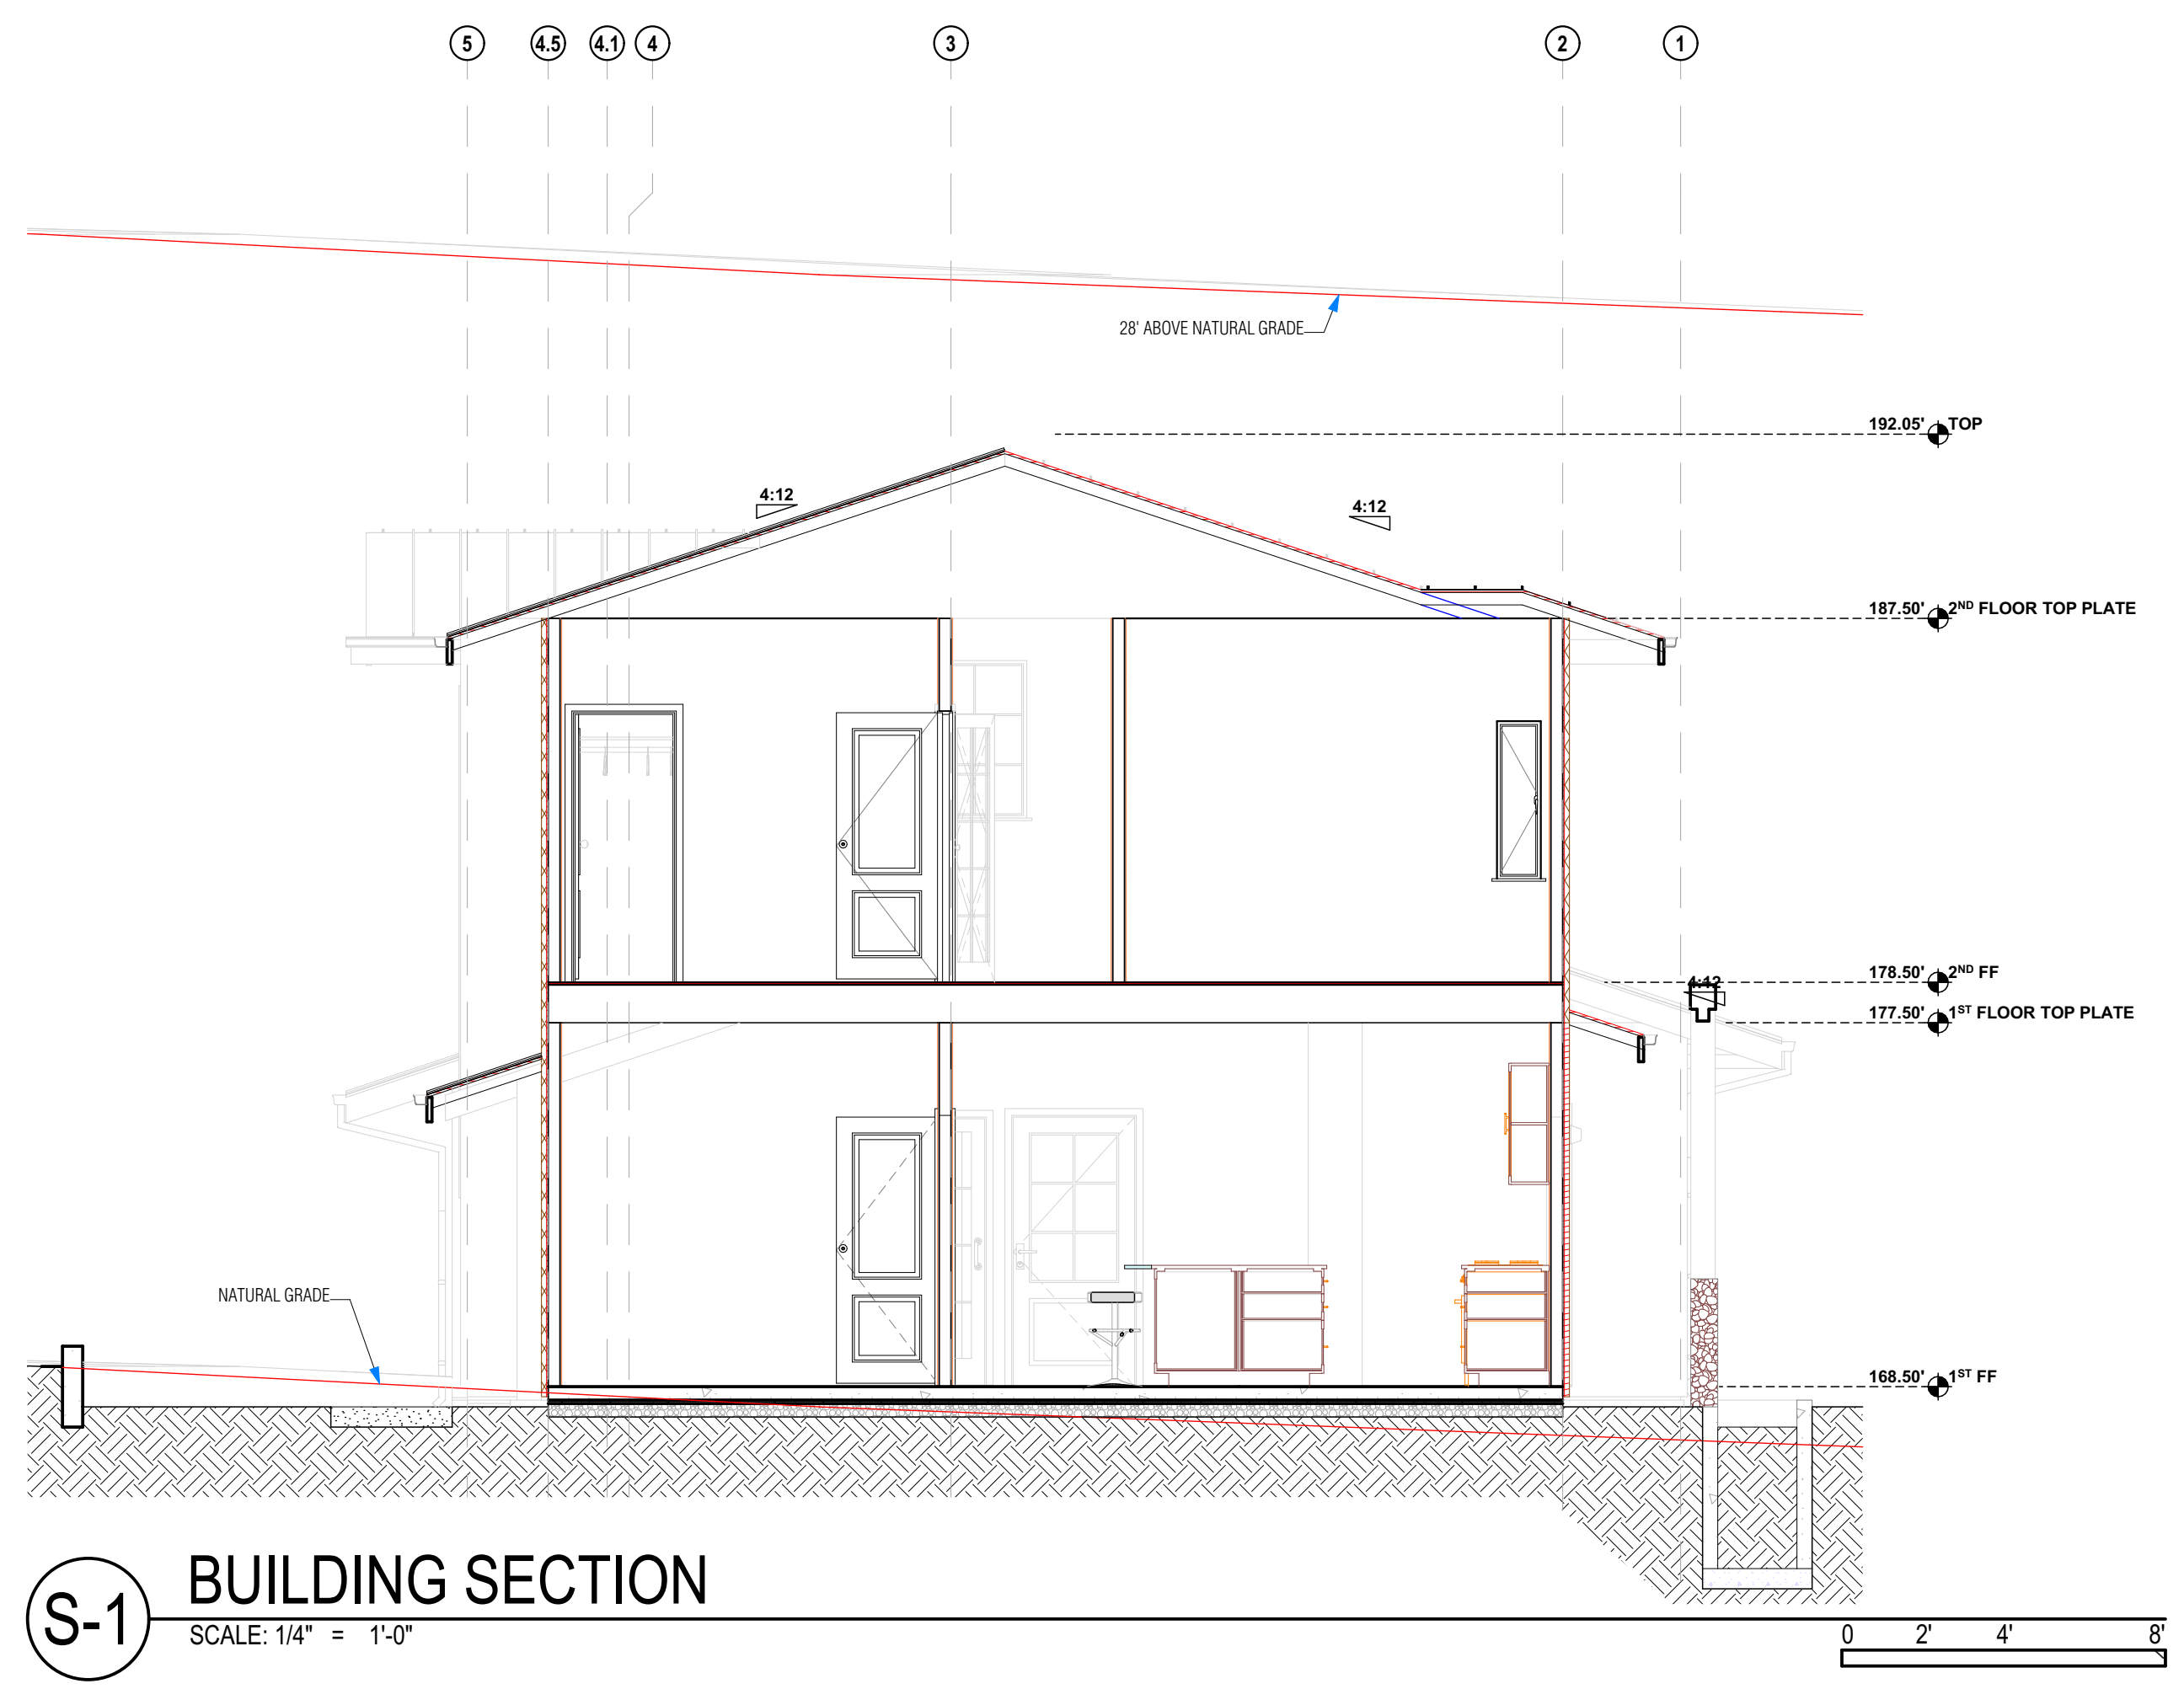 5 4.5 4.1 4 3 2 1
28' ABOVE NATURAL GRADE
192.05' TOP
4:12
4:12
187.50' 2ND FLOOR TOP PLATE
178.50' 2ND FF
4:12
177.50' 1ST FLOOR TOP PLATE
NATURAL GRADE
168.50' 1ST FF
S-1
BUILDING SECTION
SCALE: 1/4" = 1'-0"
0 2' 4' 8'